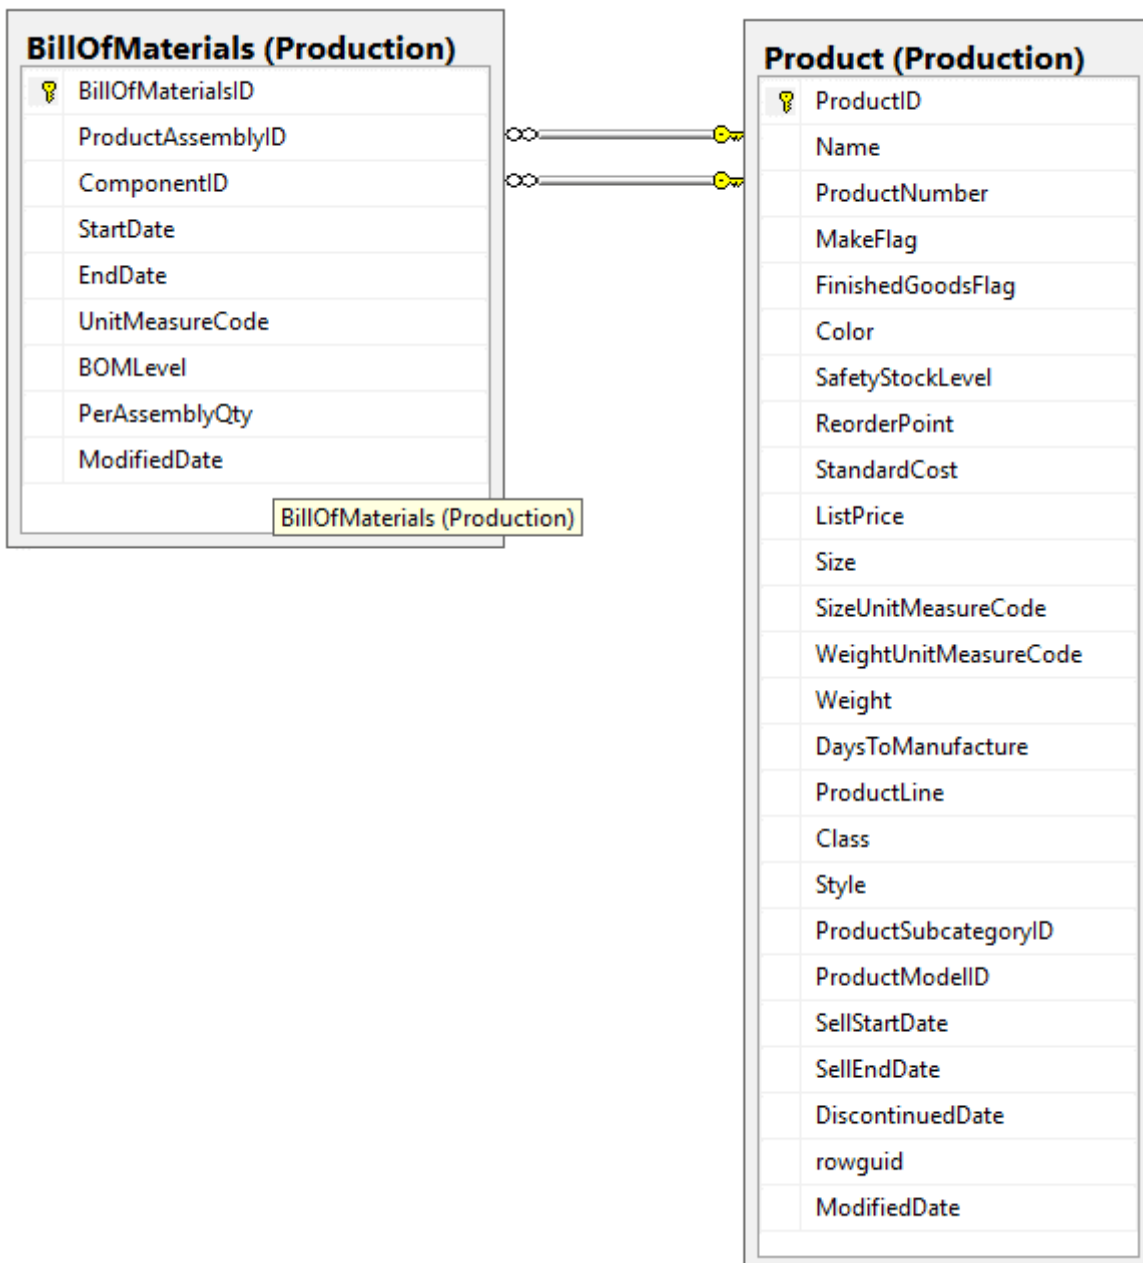 BillOfMaterials (Production)
BillOfMaterialsID
ProductAssemblyID
ComponentID
StartDate
EndDate
UnitMeasureCode
BOMLevel
PerAssemblyQty
ModifiedDate
BillOfMaterials (Production)
Product (Production)
ProductID
Name
ProductNumber
MakeFlag
FinishedGoodsFlag
Color
SafetyStockLevel
ReorderPoint
StandardCost
ListPrice
Size
SizeUnitMeasureCode
WeightUnitMeasureCode
Weight
DaysToManufacture
ProductLine
Class
Style
ProductSubcategoryID
ProductModelID
SellStartDate
SellEndDate
DiscontinuedDate
rowguid
ModifiedDate